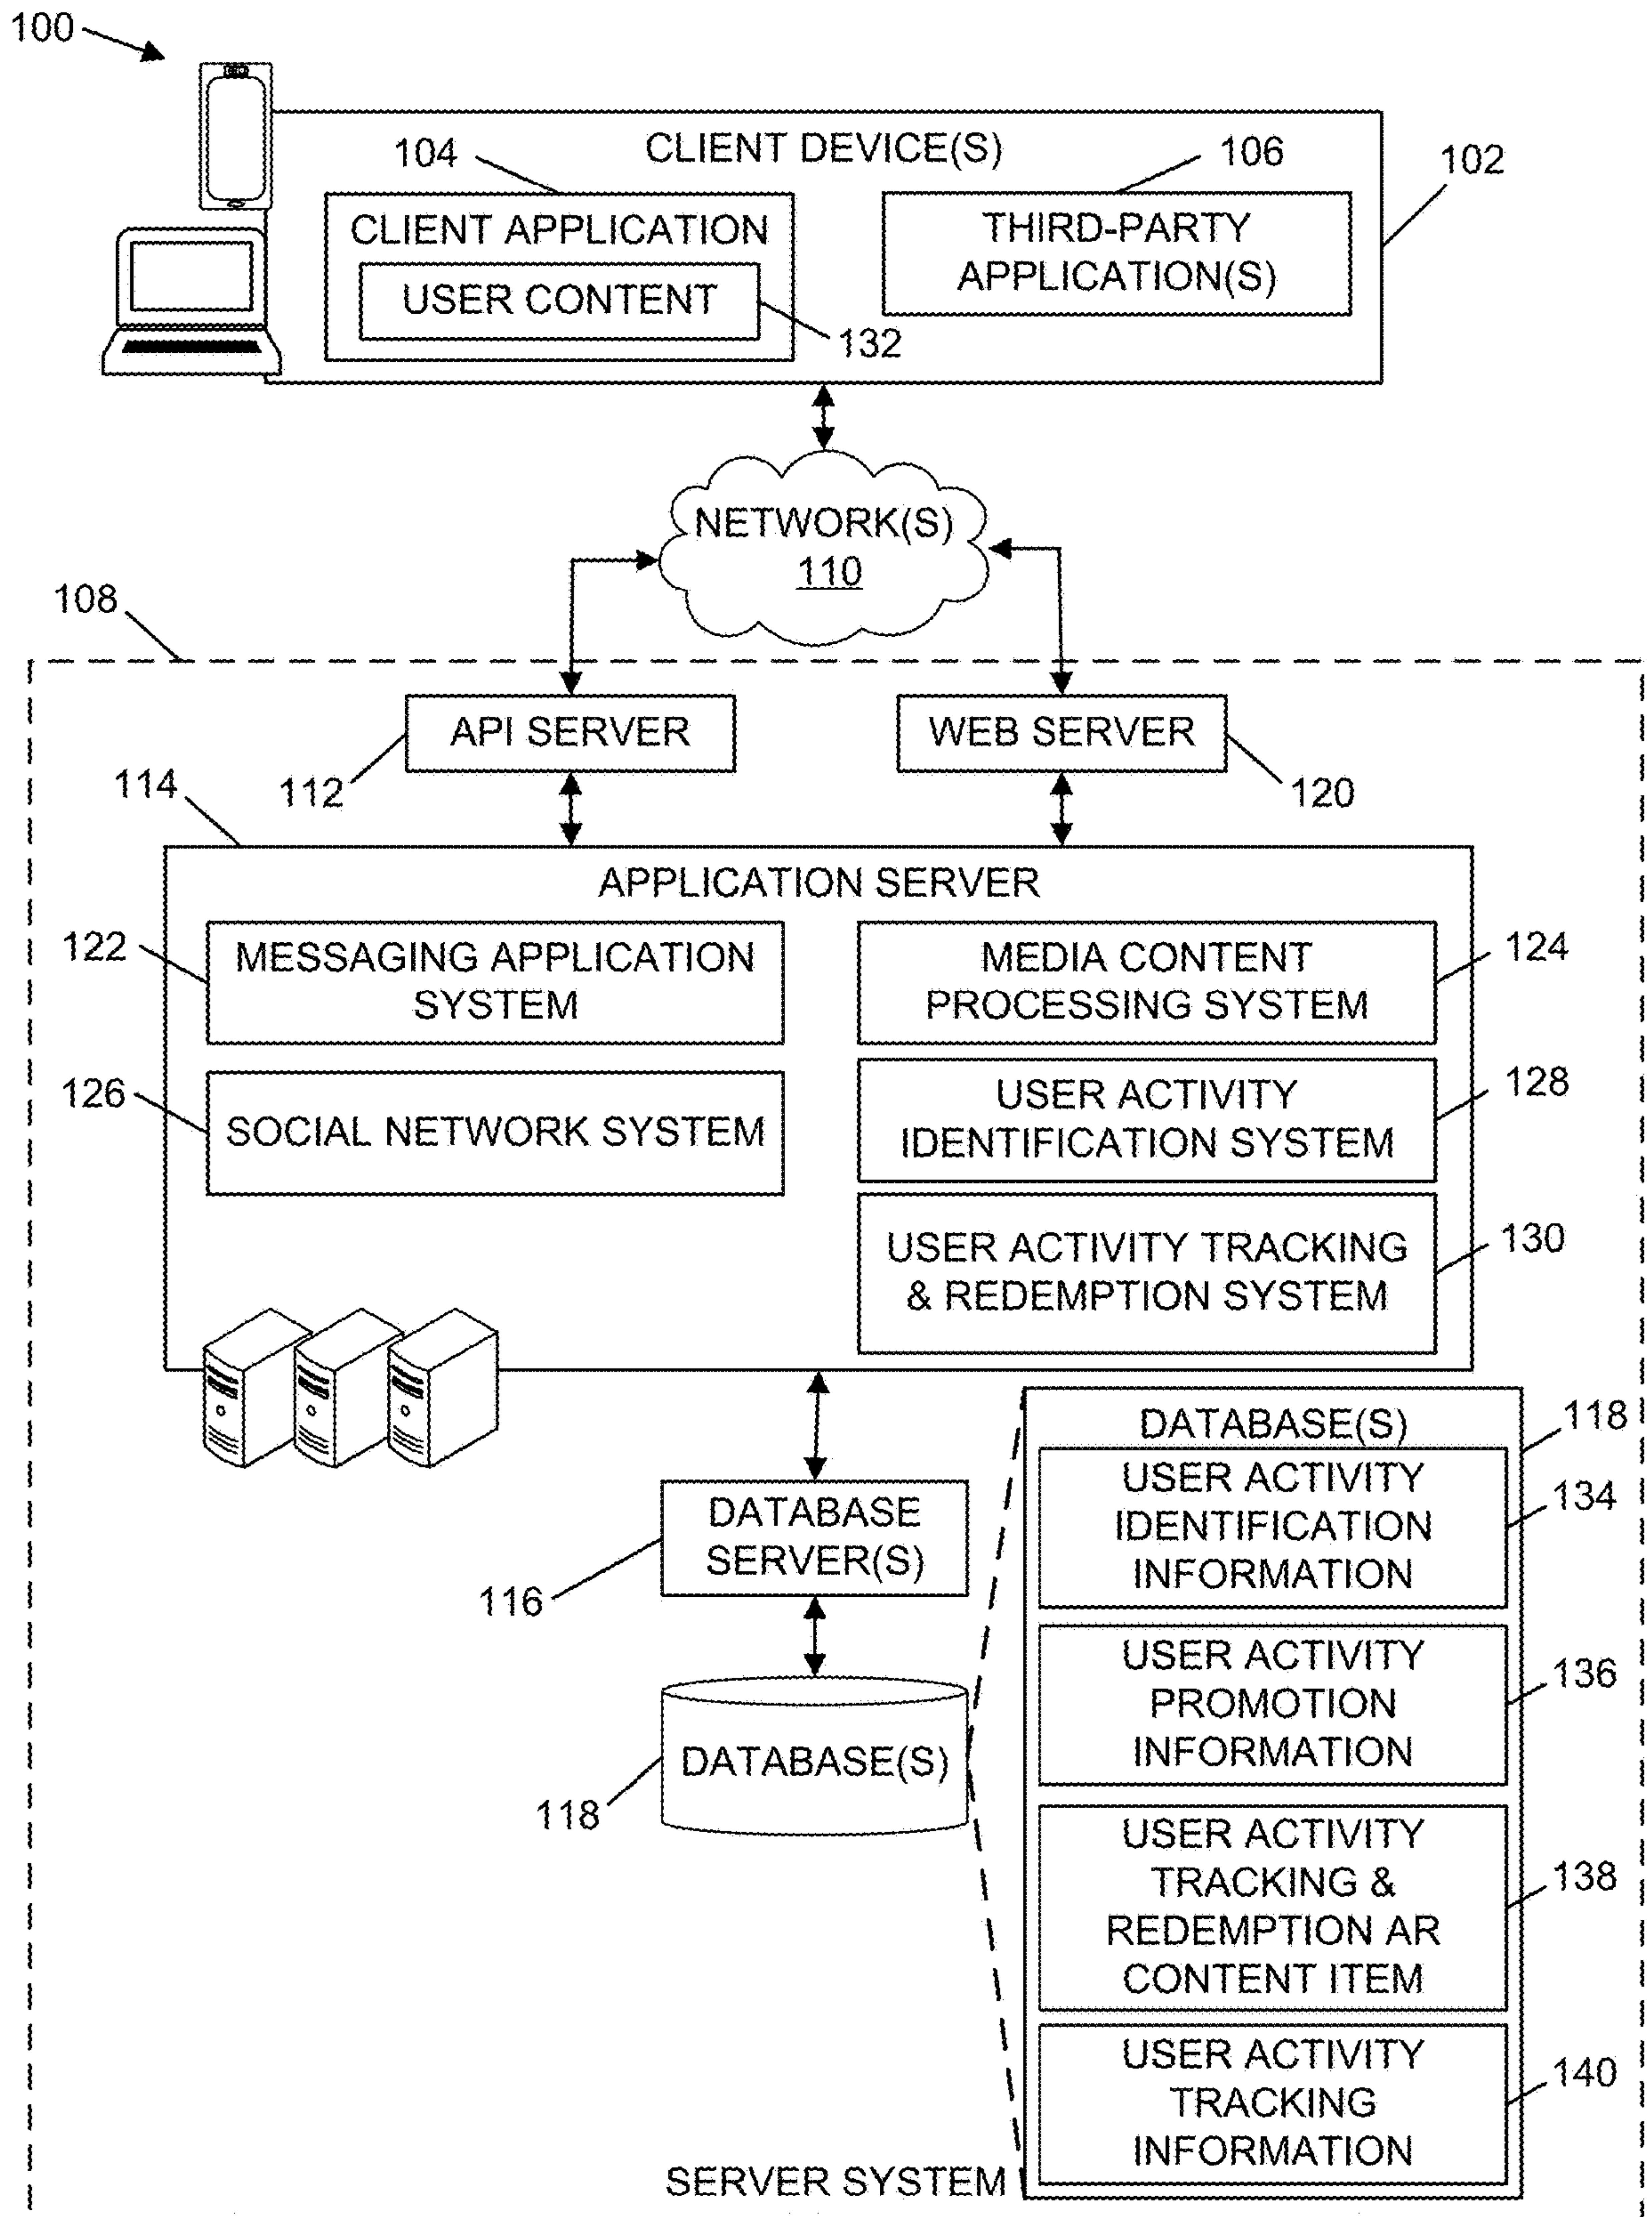 100
CLIENT DEVICE(S)
104
106
102
CLIENT APPLICATION
USER CONTENT
132
THIRD-PARTY
APPLICATION(S)
NETWORK(S)
110
108
API SERVER
112
WEB SERVER
120
114
APPLICATION SERVER
122
MESSAGING APPLICATION
SYSTEM
MEDIA CONTENT
PROCESSING SYSTEM
124
126
SOCIAL NETWORK SYSTEM
USER ACTIVITY
IDENTIFICATION SYSTEM
128
USER ACTIVITY TRACKING
& REDEMPTION SYSTEM
130
DATABASE
SERVER(S)
116
DATABASE(S)
118
DATABASE(S)
118
USER ACTIVITY
IDENTIFICATION
INFORMATION
134
USER ACTIVITY
PROMOTION
INFORMATION
136
USER ACTIVITY
TRACKING &
REDEMPTION AR
CONTENT ITEM
138
USER ACTIVITY
TRACKING
INFORMATION
140
SERVER SYSTEM